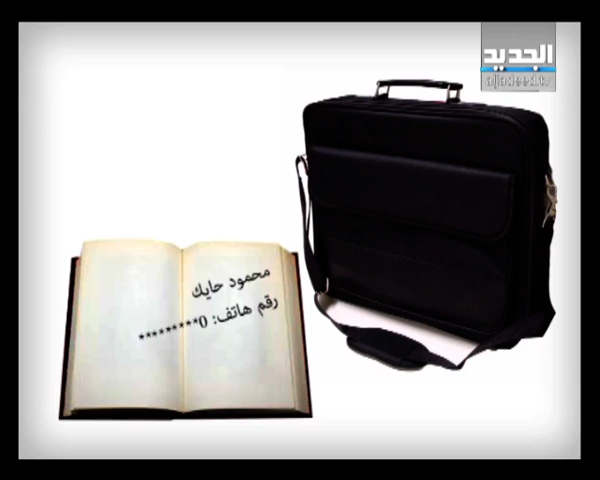 الجديد
aljadeed.tv
محمود حايك
رقم هاتف: 0*********